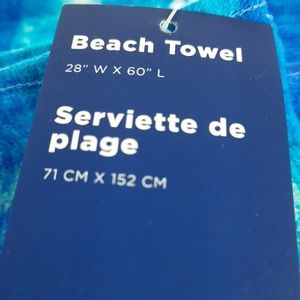 Beach Towel
28" W X 60" L
Serviette de
plage
71 CM X 152 CM